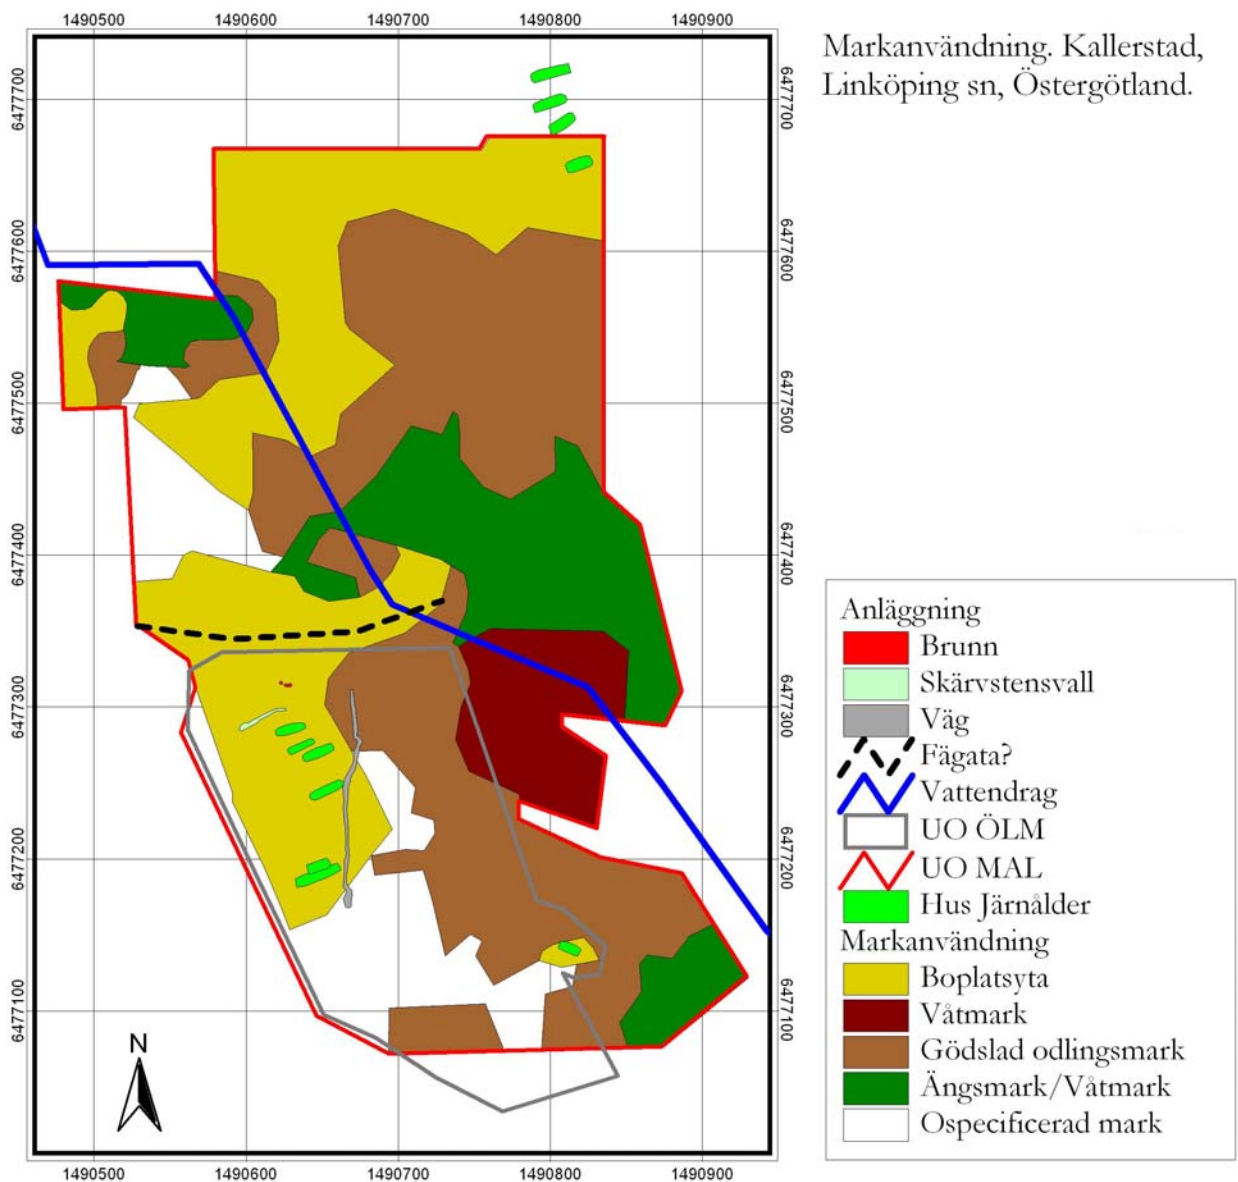 1490500 1490600 1490700 1490800 1490900
Markanvändning. Kallerstad,
Linköping sn, Östergötland.
6477700 6477700
6477600 6477600
6477500 6477500
6477400 6477400
6477300 6477300
6477200 6477200
6477100 6477100
N
1490500 1490600 1490700 1490800 1490900
Anläggning
Brunn
Skärvstensvall
Väg
Fägata?
Vattendrag
UO ÖLM
UO MAL
Hus Järnålder
Markanvändning
Boplatsyta
Våtmark
Gödslad odlingsmark
Ängsmark/Våtmark
Ospecificerad mark